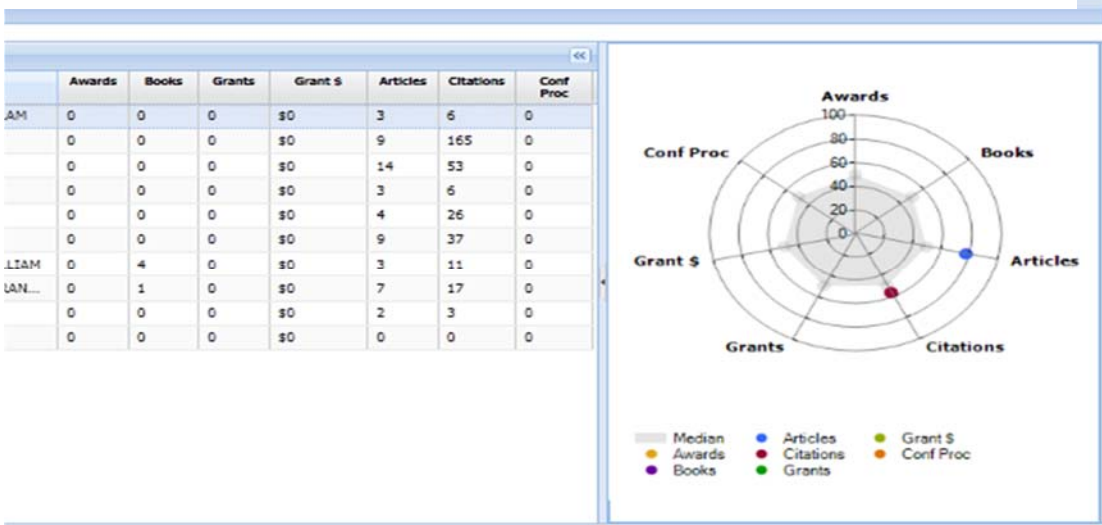 Awards Books Grants Grant $ Articles Citations Conf Proc
AM 0 0 0 $0 3 6 0
0 0 0 $0 9 165 0
0 0 0 $0 14 53 0
0 0 0 $0 3 6 0
0 0 0 $0 4 26 0
0 0 0 $0 9 37 0
LIAM 0 4 0 $0 3 11 0
AN... 0 1 0 $0 7 17 0
0 0 0 $0 2 3 0
0 0 0 $0 0 0 0
Awards
100
80
Conf Proc
Books
60
40
20
0
Grant $
Articles
Grants
Citations
Median Articles Grant $
Awards Citations Conf Proc
Books Grants